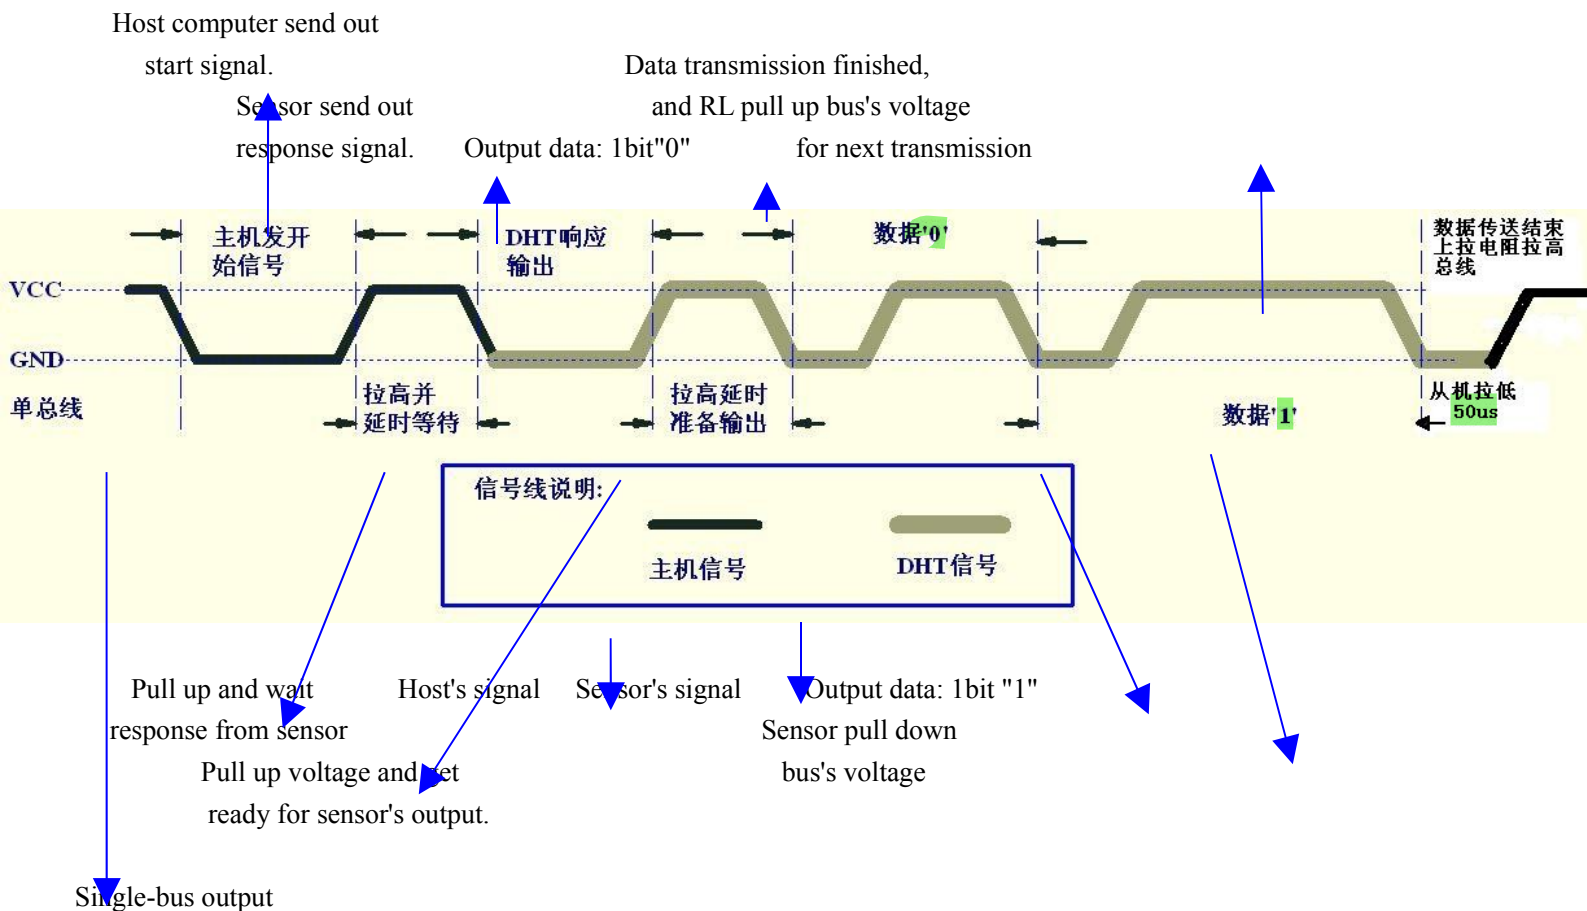 Host computer send out
start signal.
Data transmission finished,
Sensor send out
and RL pull up bus's voltage
response signal.
Output data: 1bit"0"
for next transmission
主机发开
始信号
DHT响应
输出
数据'0'
数据传送结束
上拉电阻拉高
总线
VCC
GND
单总线
拉高并
延时等待
拉高延时
准备输出
数据'1'
从机拉低
50us
信号线说明:
主机信号
DHT信号
Pull up and wait
response from sensor
Host's signal
Sensor's signal
Output data: 1bit "1"
Sensor pull down
bus's voltage
Pull up voltage and get
ready for sensor's output.
Single-bus output